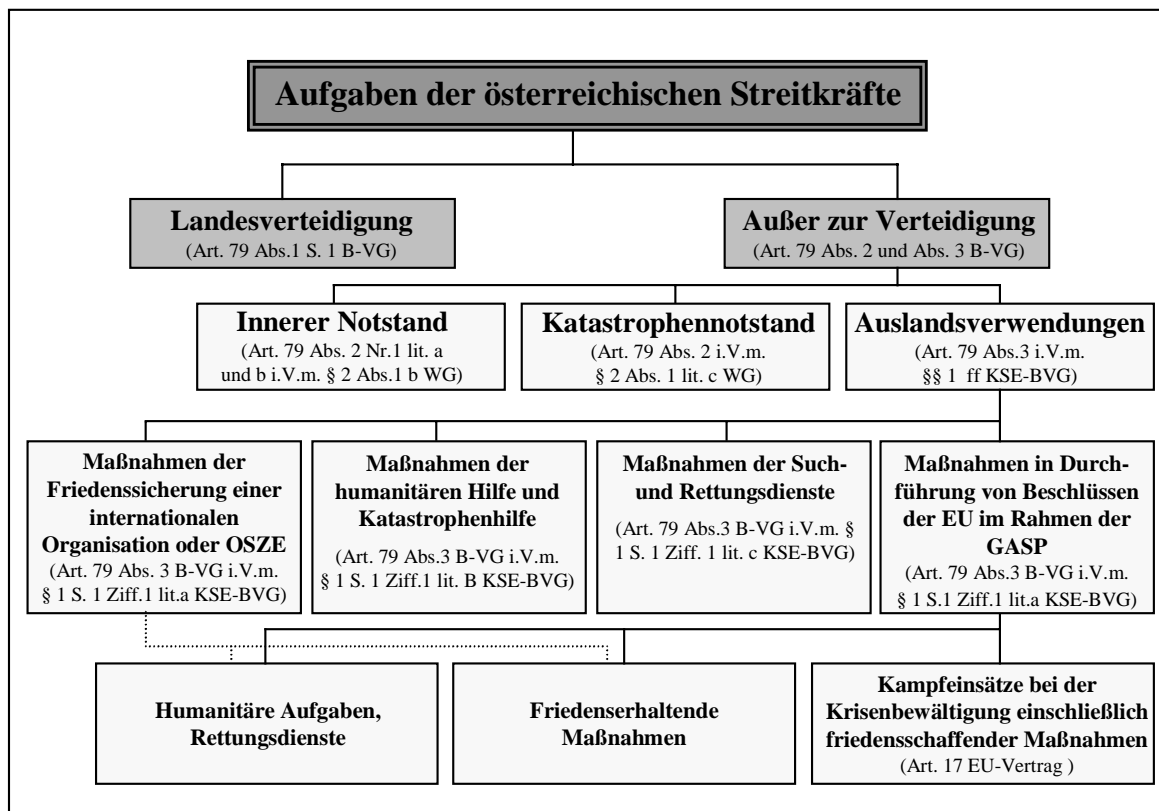 Aufgaben der österreichischen Streitkräfte
Landesverteidigung
(Art. 79 Abs.1 S. 1 B-VG)
Außer zur Verteidigung
(Art. 79 Abs. 2 und Abs. 3 B-VG)
Innerer Notstand
(Art. 79 Abs. 2 Nr.1 lit. a
und b i.V.m. § 2 Abs.1 b WG)
Katastrophennotstand
(Art. 79 Abs. 2 i.V.m.
§ 2 Abs. 1 lit. c WG)
Auslandsverwendungen
(Art. 79 Abs.3 i.V.m.
§§ 1 ff KSE-BVG)
Maßnahmen der
Friedenssicherung einer
internationalen
Organisation oder OSZE
(Art. 79 Abs. 3 B-VG i.V.m.
§ 1 S. 1 Ziff.1 lit.a KSE-BVG)
Maßnahmen der
humanitären Hilfe und
Katastrophenhilfe
(Art. 79 Abs.3 B-VG i.V.m.
§ 1 S. 1 Ziff.1 lit. B KSE-BVG)
Maßnahmen der Such-
und Rettungsdienste
(Art. 79 Abs.3 B-VG i.V.m. §
1 S. 1 Ziff. 1 lit. c KSE-BVG)
Maßnahmen in Durch-
führung von Beschlüssen
der EU im Rahmen der
GASP
(Art. 79 Abs.3 B-VG i.V.m.
§ 1 S.1 Ziff.1 lit.a KSE-BVG)
Humanitäre Aufgaben,
Rettungsdienste
Friedenserhaltende
Maßnahmen
Kampfeinsätze bei der
Krisenbewältigung einschließlich
friedensschaffender Maßnahmen
(Art. 17 EU-Vertrag )